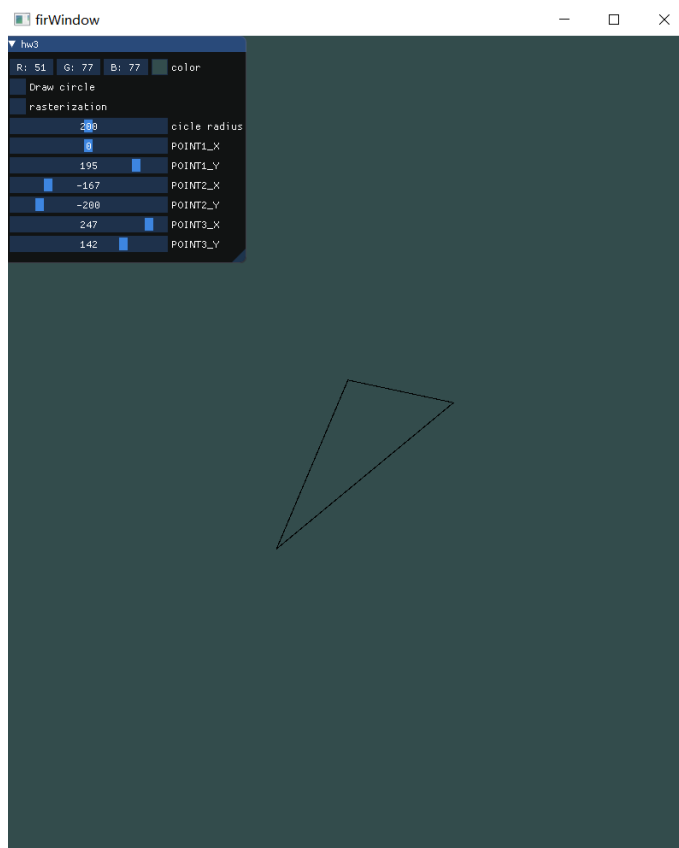 firWindow
hw3
R: 51 G: 77 B: 77 color
Draw circle
rasterization
200 cicle radius
0 POINT1_X
195 POINT1_Y
-167 POINT2_X
-200 POINT2_Y
247 POINT3_X
142 POINT3_Y